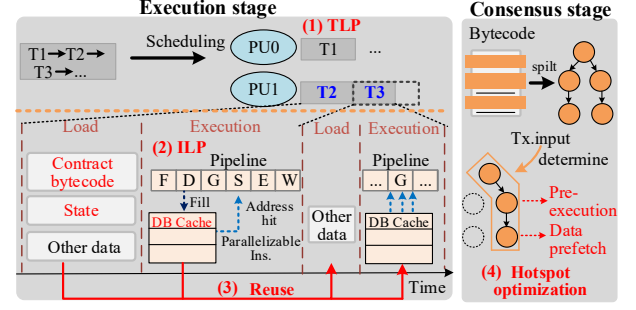 Execution stage
Consensus stage
(1) TLP
T1→T2→
T3→...
Scheduling
PU0
T1
...
PU1
T2
T3
Bytecode
spilt
Load
Execution
Load
Execution
(2) ILP
Contract
bytecode
State
Other data
Pipeline
F D G S E W
Fill
Address
hit
DB Cache
Parallelizable
Ins.
Other
data
Pipeline
... G ...
DB Cache
Tx.input
determine
Pre-
execution
Data
prefetch
(3) Reuse
Time
(4) Hotspot
optimization